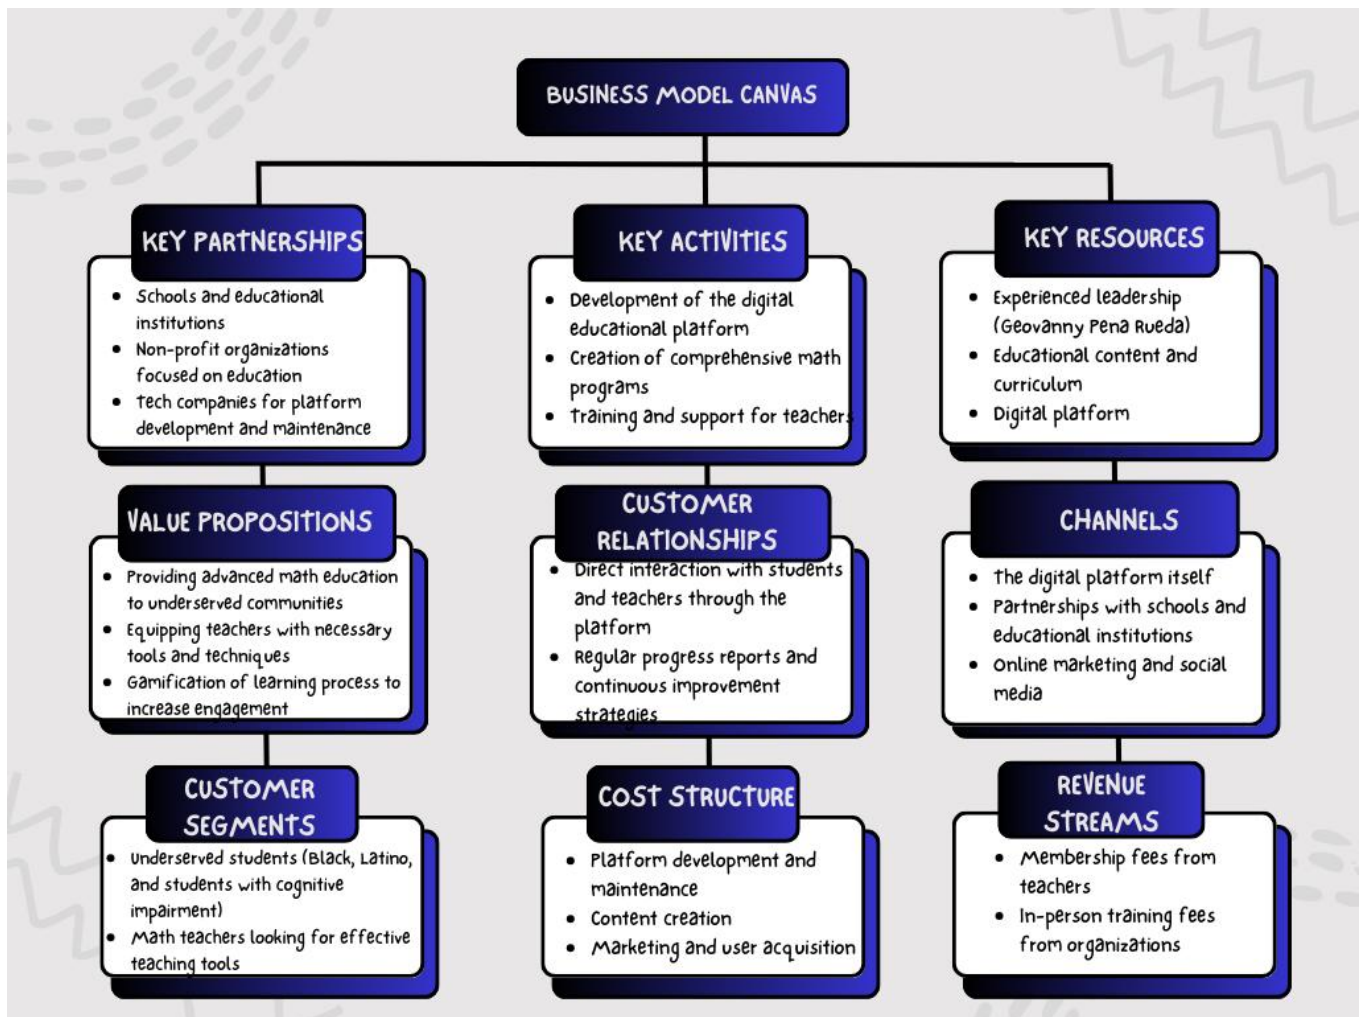 BUSINESS MODEL CANVAS
KEY PARTNERSHIPS
• Schools and educational
institutions
• Non-profit organizations
focused on education
• Tech companies for platform
development and maintenance
KEY ACTIVITIES
• Development of the digital
educational platform
• Creation of comprehensive math
programs
• Training and support for teachers
KEY RESOURCES
• Experienced leadership
(Geovanny Pena Rueda)
• Educational content and
curriculum
• Digital platform
VALUE PROPOSITIONS
• Providing advanced math education
to underserved communities
• Equipping teachers with necessary
tools and techniques
• Gamification of learning process to
increase engagement
CUSTOMER
RELATIONSHIPS
• Direct interaction with students
and teachers through the
platform
• Regular progress reports and
continuous improvement
strategies
CHANNELS
• The digital platform itself
• Partnerships with schools and
educational institutions
• Online marketing and social
media
CUSTOMER
SEGMENTS
• Underserved students (Black, Latino,
and students with cognitive
impairment)
• Math teachers looking for effective
teaching tools
COST STRUCTURE
• Platform development and
maintenance
• Content creation
• Marketing and user acquisition
REVENUE
STREAMS
• Membership fees from
teachers
• In-person training fees
from organizations